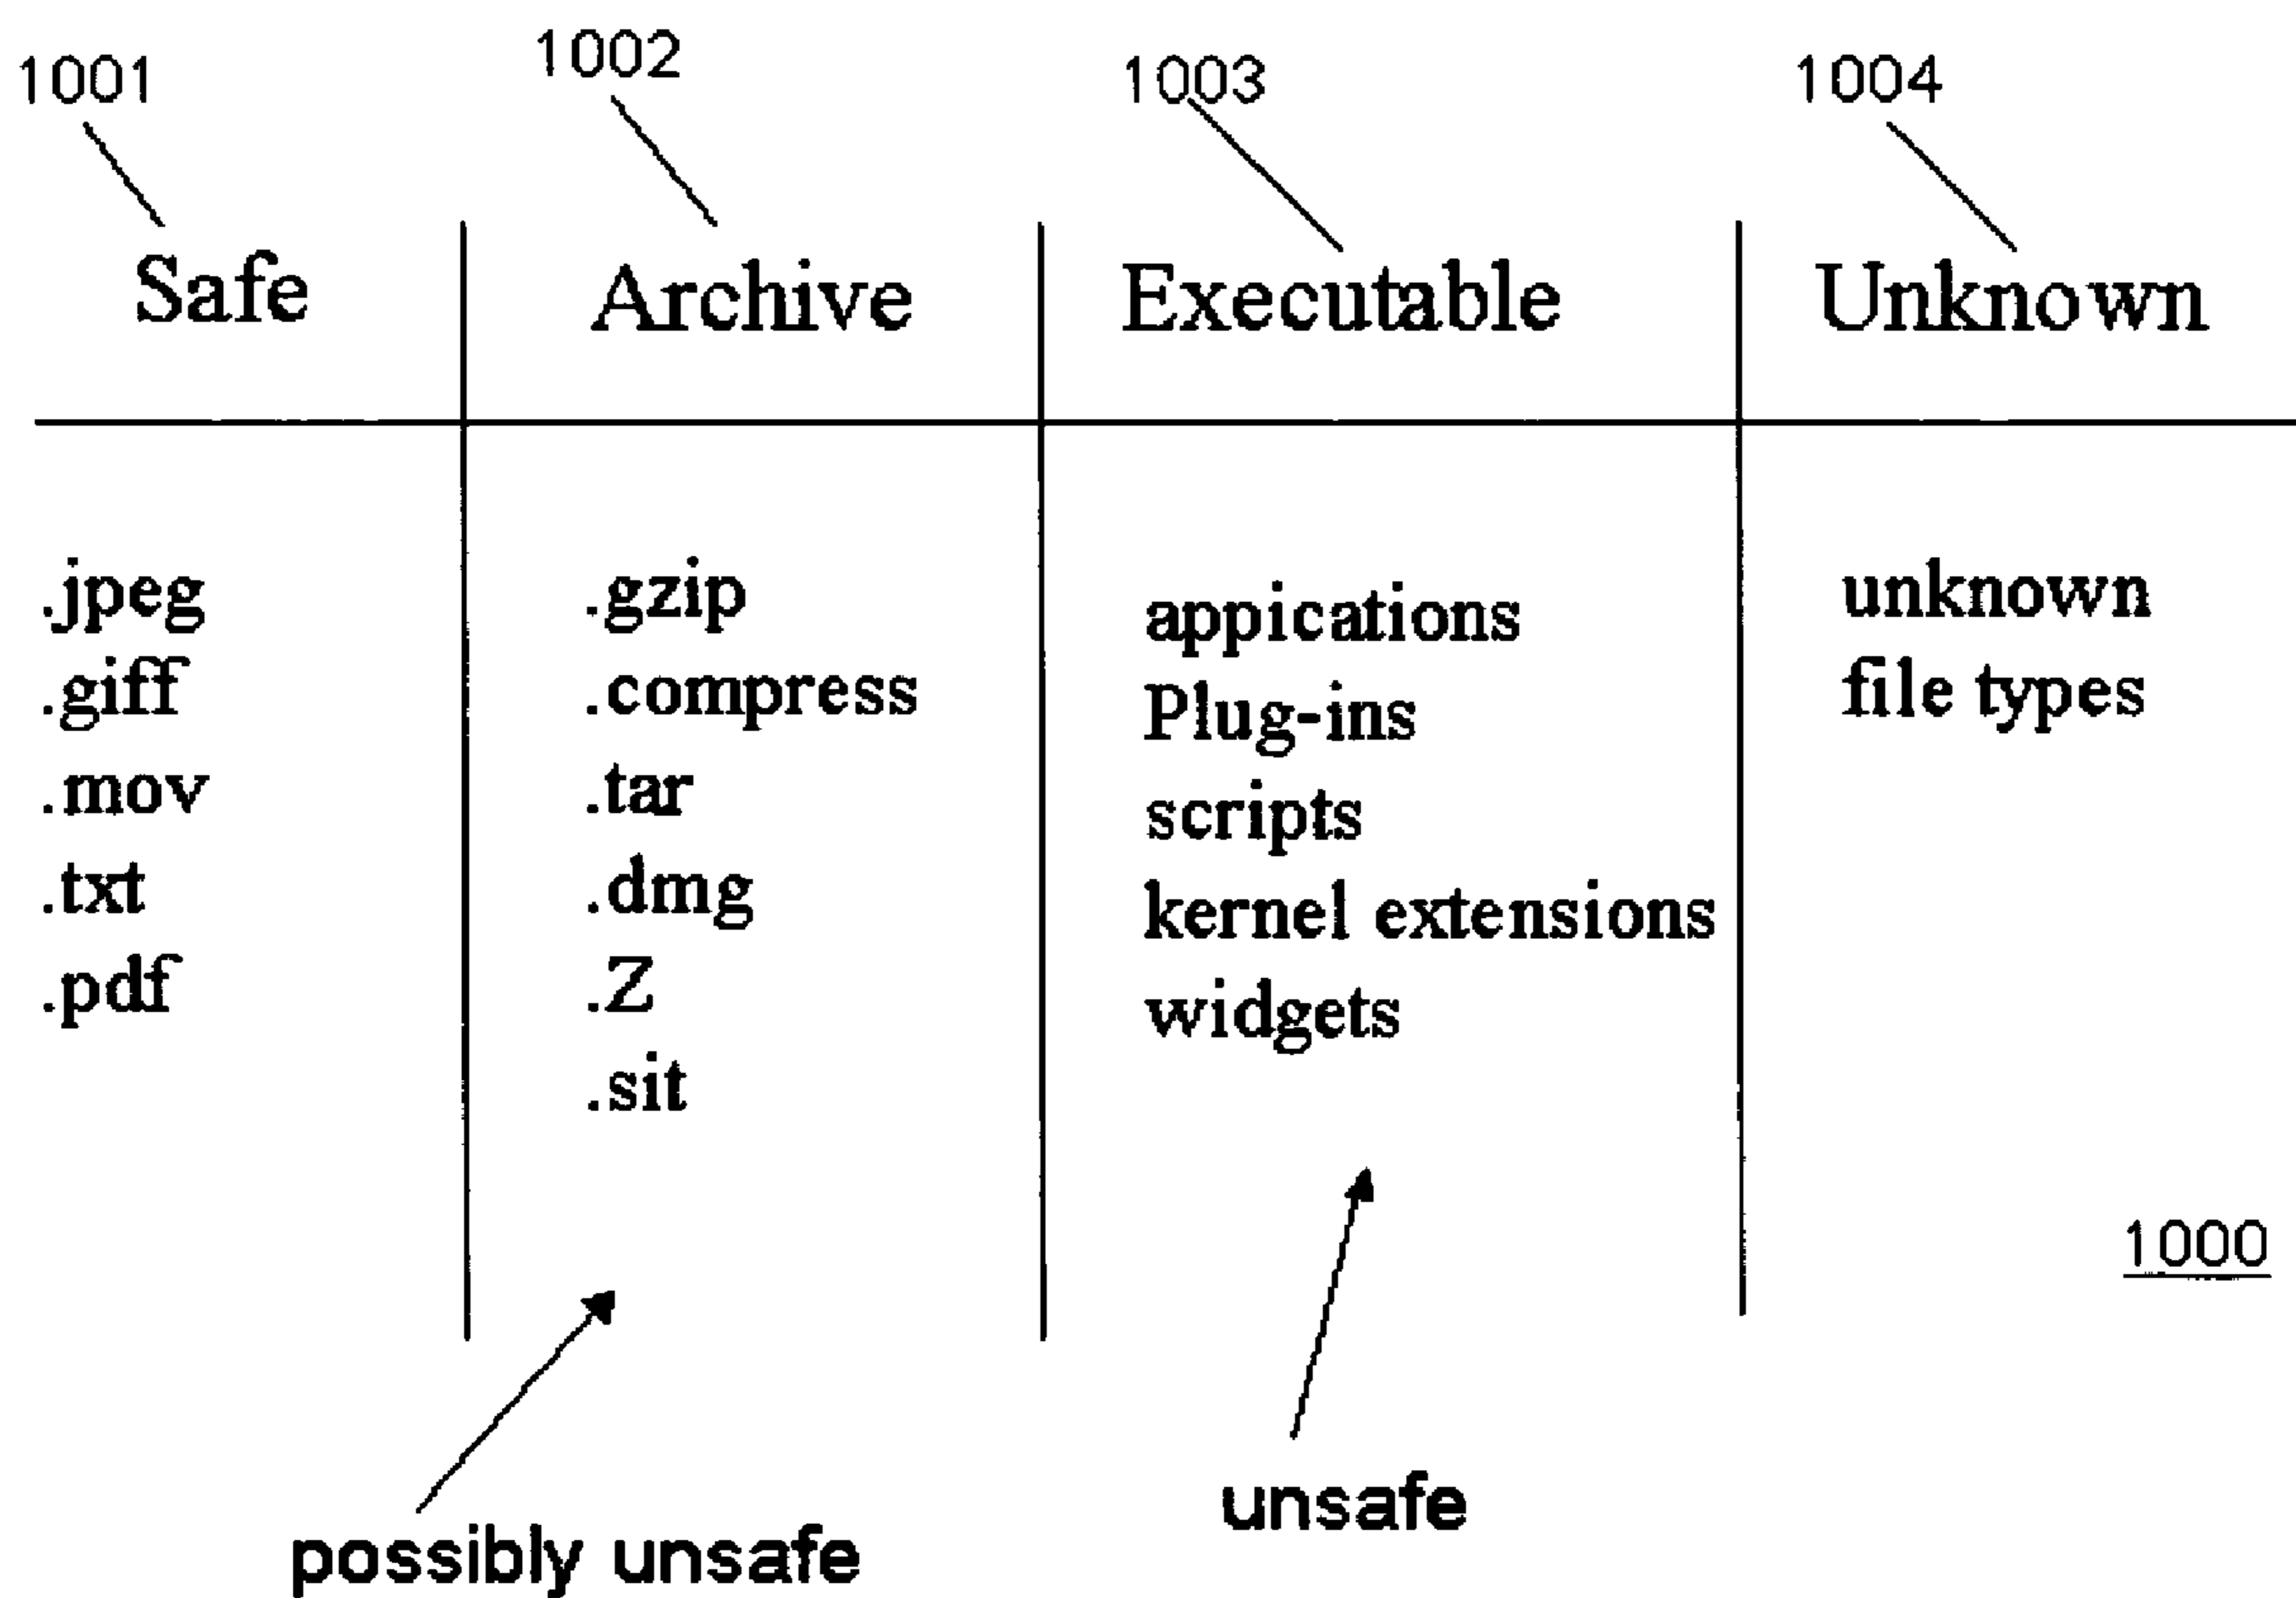 1001
1002
1003
1004
Safe
Archive
Executable
Unknown
.jpeg
.giff
.mov
.txt
.pdf
.gzip
.compress
.tar
.dmg
.Z
.sit
appications
Plug-ins
scripts
kernel extensions
widgets
unknown
file types
1000
possibly unsafe
unsafe